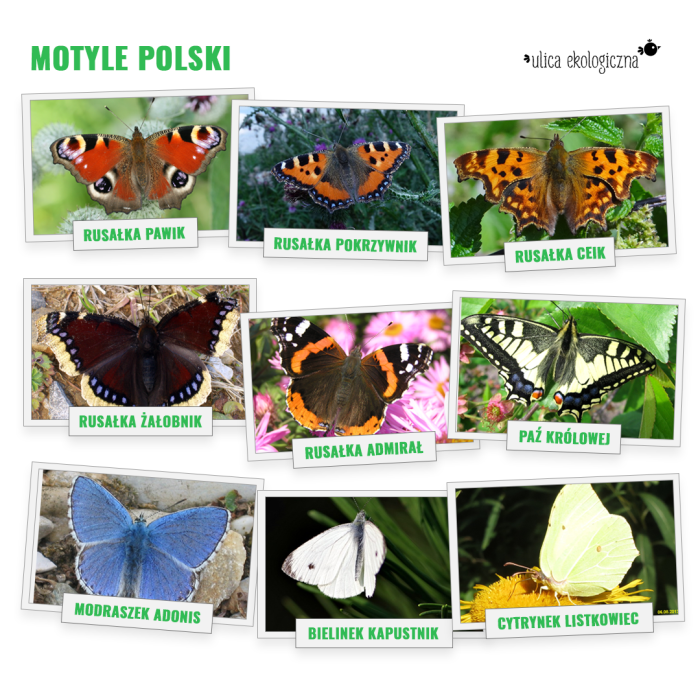 MOTYLE POLSKI
ulica ekologiczna
RUSAŁKA PAWIK
RUSAŁKA POKRZYWNIK
RUSAŁKA CEIK
RUSAŁKA ŻAŁOBNIK
RUSAŁKA ADMIRAŁ
PAŹ KRÓLOWEJ
MODRASZEK ADONIS
BIELINEK KAPUSTNIK
CYTRYNEK LISTKOWIEC